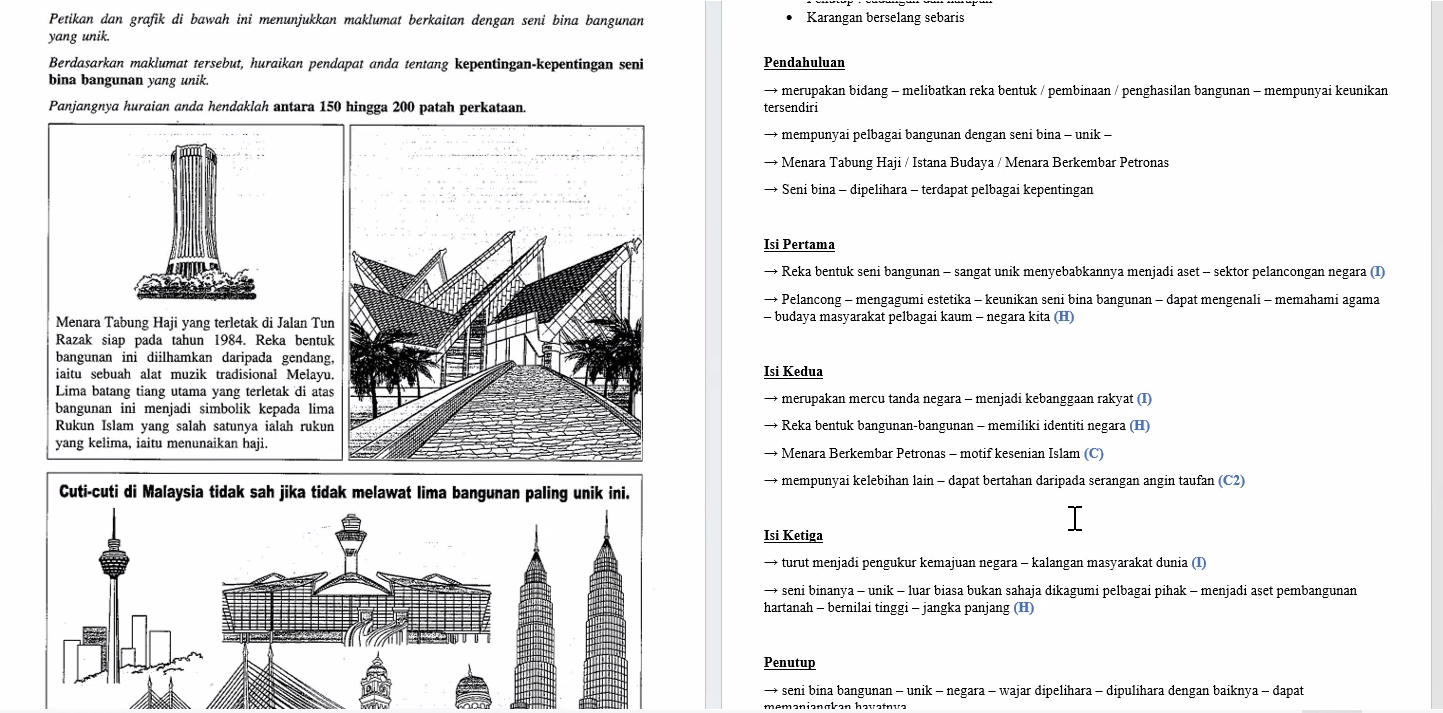 Petikan dan grafik di bawah ini menunjukkan maklumat berkaitan dengan seni bina bangunan
yang unik.
Berdasarkan maklumat tersebut, huraikan pendapat anda tentang kepentingan-kepentingan seni
bina bangunan yang unik.
Panjangnya huraian anda hendaklah antara 150 hingga 200 patah perkataan.
Menara Tabung Haji yang terletak di Jalan Tun
Razak siap pada tahun 1984. Reka bentuk
bangunan ini diilhamkan daripada gendang,
iaitu sebuah alat muzik tradisional Melayu.
Lima batang tiang utama yang terletak di atas
bangunan ini menjadi simbolik kepada lima
Rukun Islam yang salah satunya ialah rukun
yang kelima, iaitu menunaikan haji.
Cuti-cuti di Malaysia tidak sah jika tidak melawat lima bangunan paling unik ini.
• Karangan berselang sebaris
Pendahuluan
→ merupakan bidang – melibatkan reka bentuk / pembinaan / penghasilan bangunan – mempunyai keunikan
tersendiri
→ mempunyai pelbagai bangunan dengan seni bina – unik –
→ Menara Tabung Haji / Istana Budaya / Menara Berkembar Petronas
→ Seni bina – dipelihara – terdapat pelbagai kepentingan
Isi Pertama
→ Reka bentuk seni bangunan – sangat unik menyebabkannya menjadi aset – sektor pelancongan negara (I)
→ Pelancong – mengagumi estetika – keunikan seni bina bangunan – dapat mengenali – memahami agama
– budaya masyarakat pelbagai kaum – negara kita (H)
Isi Kedua
→ merupakan mercu tanda negara – menjadi kebanggaan rakyat (I)
→ Reka bentuk bangunan-bangunan – memiliki identiti negara (H)
→ Menara Berkembar Petronas – motif kesenian Islam (C)
→ mempunyai kelebihan lain – dapat bertahan daripada serangan angin taufan (C2)
Isi Ketiga
→ turut menjadi pengukur kemajuan negara – kalangan masyarakat dunia (I)
→ seni binanya – unik – luar biasa bukan sahaja dikagumi pelbagai pihak – menjadi aset pembangunan
hartanah – bernilai tinggi – jangka panjang (H)
Penutup
→ seni bina bangunan – unik – negara – wajar dipelihara – dipulihara dengan baiknya – dapat